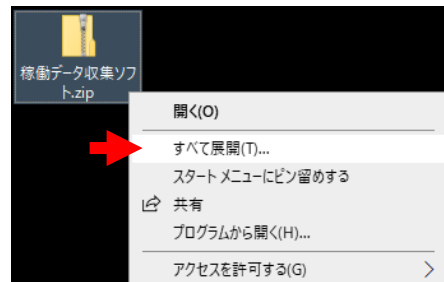 稼働データ収集ソフ
ト.zip
開く(O)
すべて展開(T)...
スタート メニューにピン留めする
共有
プログラムから開く(H)...
アクセスを許可する(G)